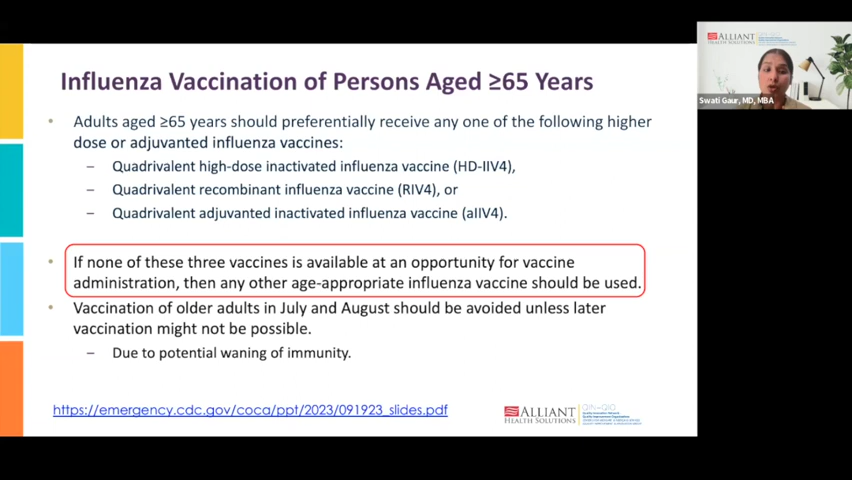 Influenza Vaccination of Persons Aged ≥65 Years
• Adults aged ≥65 years should preferentially receive any one of the following higher
dose or adjuvanted influenza vaccines:
– Quadrivalent high-dose inactivated influenza vaccine (HD-IIV4),
– Quadrivalent recombinant influenza vaccine (RIV4), or
– Quadrivalent adjuvanted inactivated influenza vaccine (aIIV4).
• If none of these three vaccines is available at an opportunity for vaccine
administration, then any other age-appropriate influenza vaccine should be used.
• Vaccination of older adults in July and August should be avoided unless later
vaccination might not be possible.
– Due to potential waning of immunity.
https://emergency.cdc.gov/coca/ppt/2023/091923_slides.pdf
ALLIANT
HEALTH SOLUTIONS
ALLIANT
HEALTH SOLUTIONS
Swati Gaur, MD, MBA